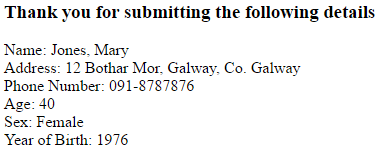 Thank you for submitting the following details
Name: Jones, Mary
Address: 12 Bothar Mor, Galway, Co. Galway
Phone Number: 091-8787876
Age: 40
Sex: Female
Year of Birth: 1976